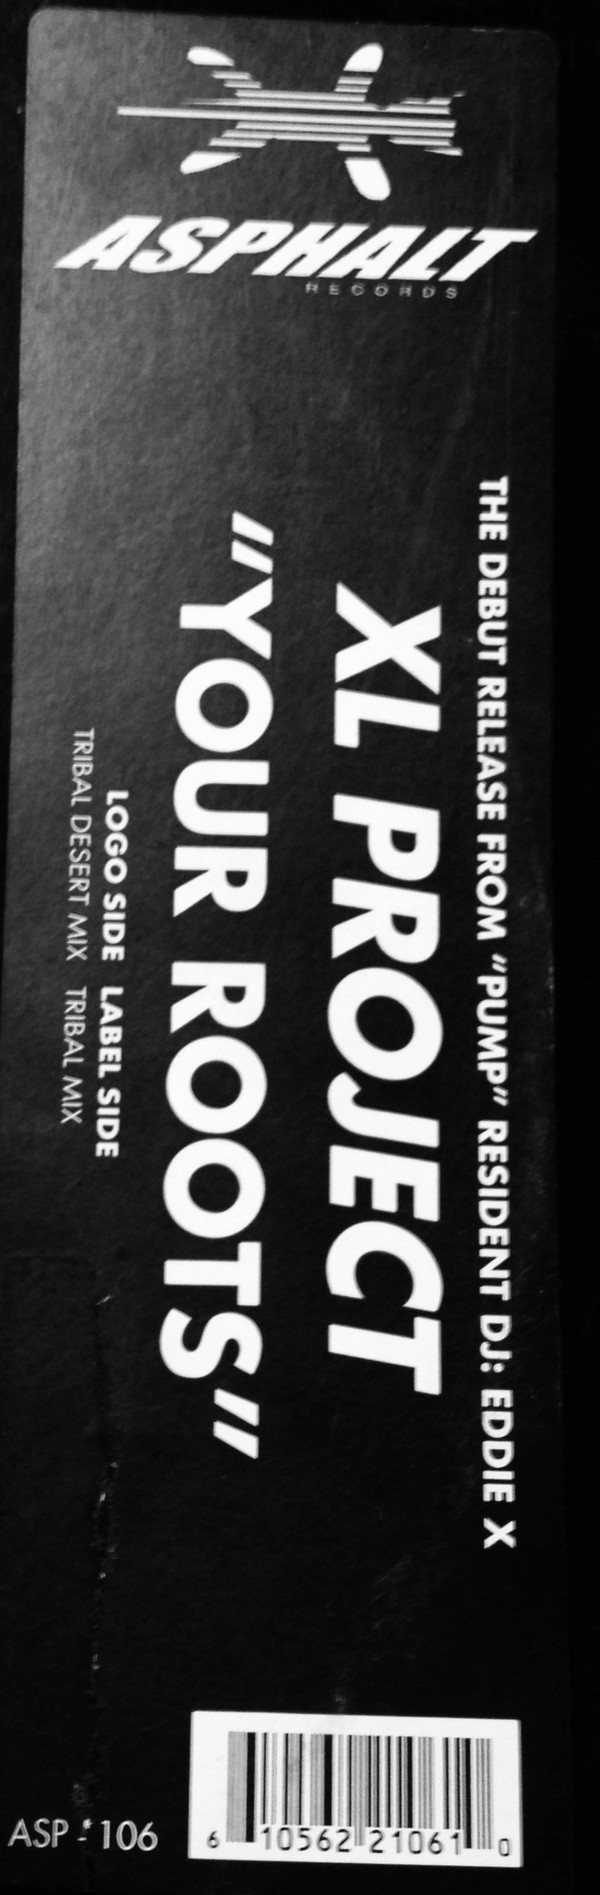 ASPHALT
RECORDS
THE DEBUT RELEASE FROM "PUMP" RESIDENT DJ: EDDIE X
XL PROJECT
"YOUR ROOTS"
LOGO SIDE LABEL SIDE
TRIBAL DESERT MIX TRIBAL MIX
ASP - 106
6 10562 21061 0